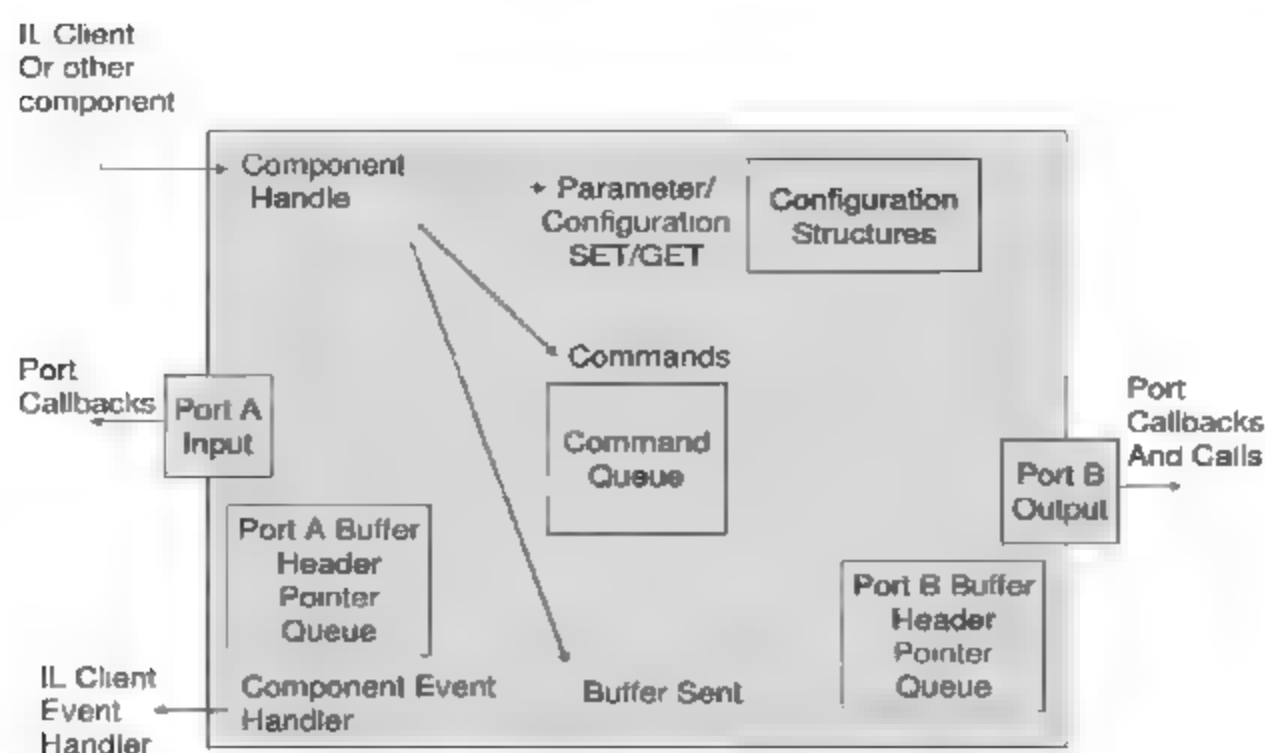 IL Client
Or other
component
Component
Handle
Parameter/
Configuration
SET/GET
Configuration
Structures
Commands
Command
Queue
Port
Callbacks
Port A
Input
Port
Callbacks
And Calls
Port B
Output
Port A Buffer
Header
Pointer
Queue
Port B Buffer
Header
Pointer
Queue
IL Client
Event
Handler
Component Event
Handler
Buffer Sent